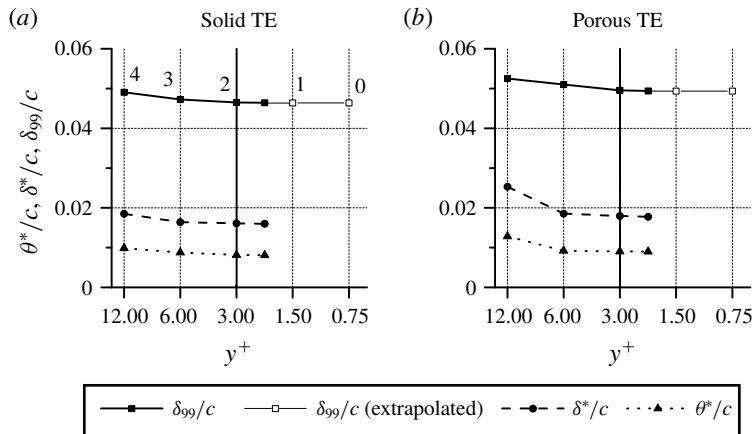 (a) Solid TE
(b) Porous TE
θ*/c, δ*/c, δ99/c
0.06
0.04
0.02
0
4 3 2 1 0
12.00 6.00 3.00 1.50 0.75
y+
0.06
0.04
0.02
0
12.00 6.00 3.00 1.50 0.75
y+
δ99/c δ99/c (extrapolated) δ*/c θ*/c